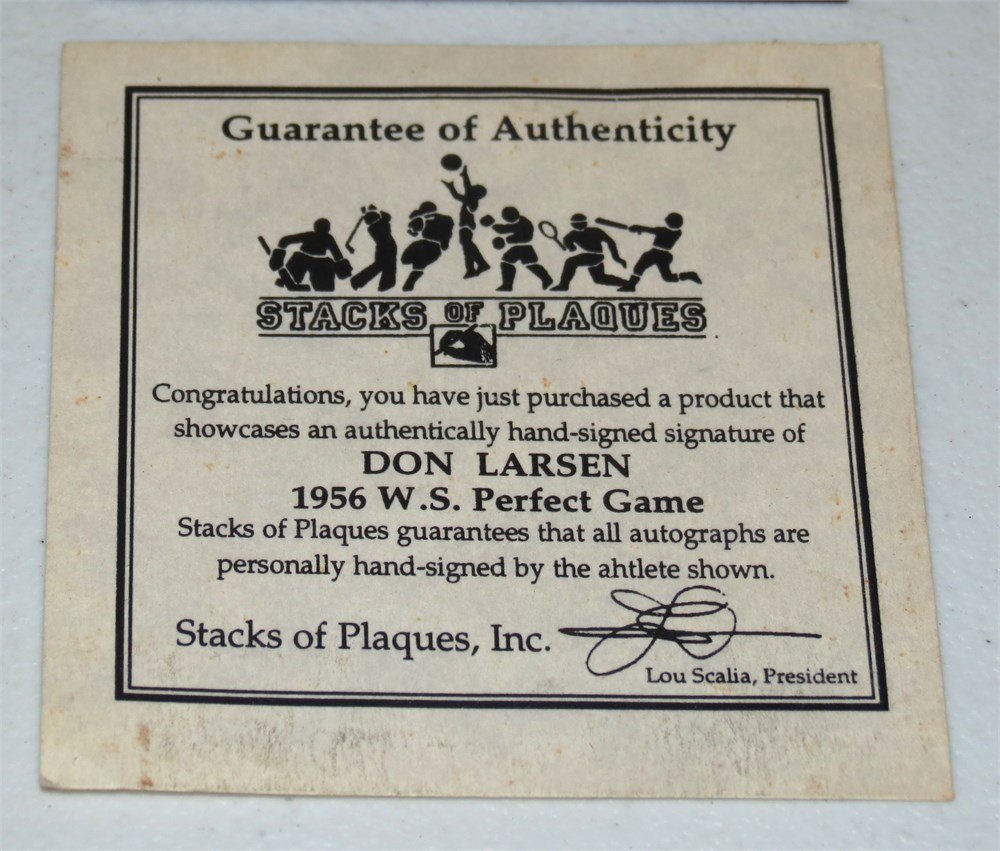 Guarantee of Authenticity
STACKS OF PLAQUES
Congratulations, you have just purchased a product that
showcases an authentically hand-signed signature of
DON LARSEN
1956 W.S. Perfect Game
Stacks of Plaques guarantees that all autographs are
personally hand-signed by the ahtlete shown.
Stacks of Plaques, Inc.
Lou Scalia, President